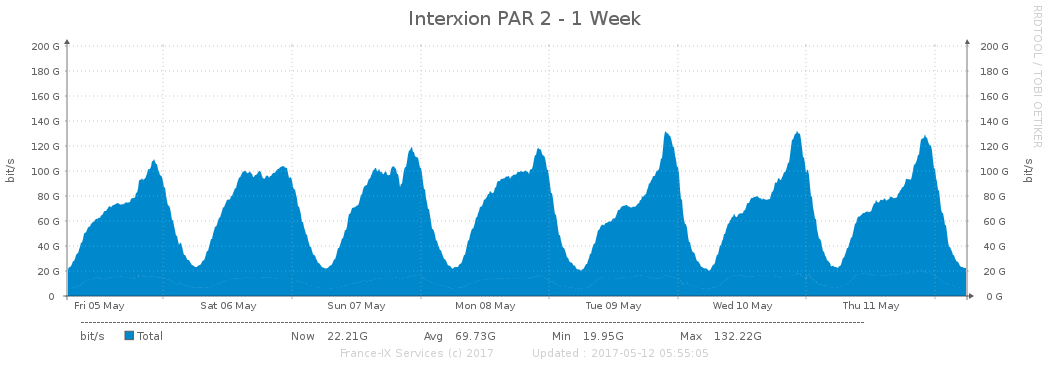 Interxion PAR 2 - 1 Week
RRDTOOL / TOBI OETIKER
bit/s
200 G
180 G
160 G
140 G
120 G
100 G
80 G
60 G
40 G
20 G
0
200 G
180 G
160 G
140 G
120 G
100 G
80 G
60 G
40 G
20 G
0 G
bit/s
Fri 05 May Sat 06 May Sun 07 May Mon 08 May Tue 09 May Wed 10 May Thu 11 May
bit/s Total Now 22.21G Avg 69.73G Min 19.95G Max 132.22G
France-IX Services (c) 2017 Updated : 2017-05-12 05:55:05